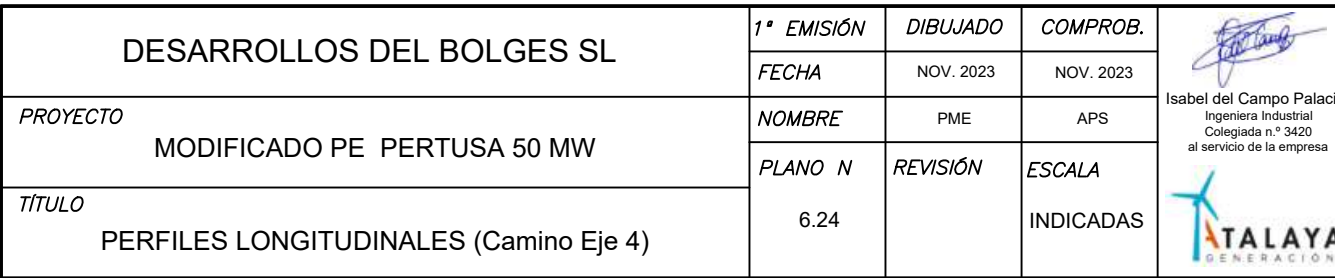 DESARROLLOS DEL BOLGES SL
1ª EMISIÓN
DIBUJADO
COMPROB.
FECHA
NOV. 2023
NOV. 2023
PROYECTO
MODIFICADO PE PERTUSA 50 MW
NOMBRE
PME
APS
PLANO N
REVISIÓN
ESCALA
6.24
INDICADAS
TÍTULO
PERFILES LONGITUDINALES (Camino Eje 4)
Isabel del Campo Palaci
Ingeniera Industrial
Colegiada n.º 3420
al servicio de la empresa
ATALAYA
GENERACIÓN